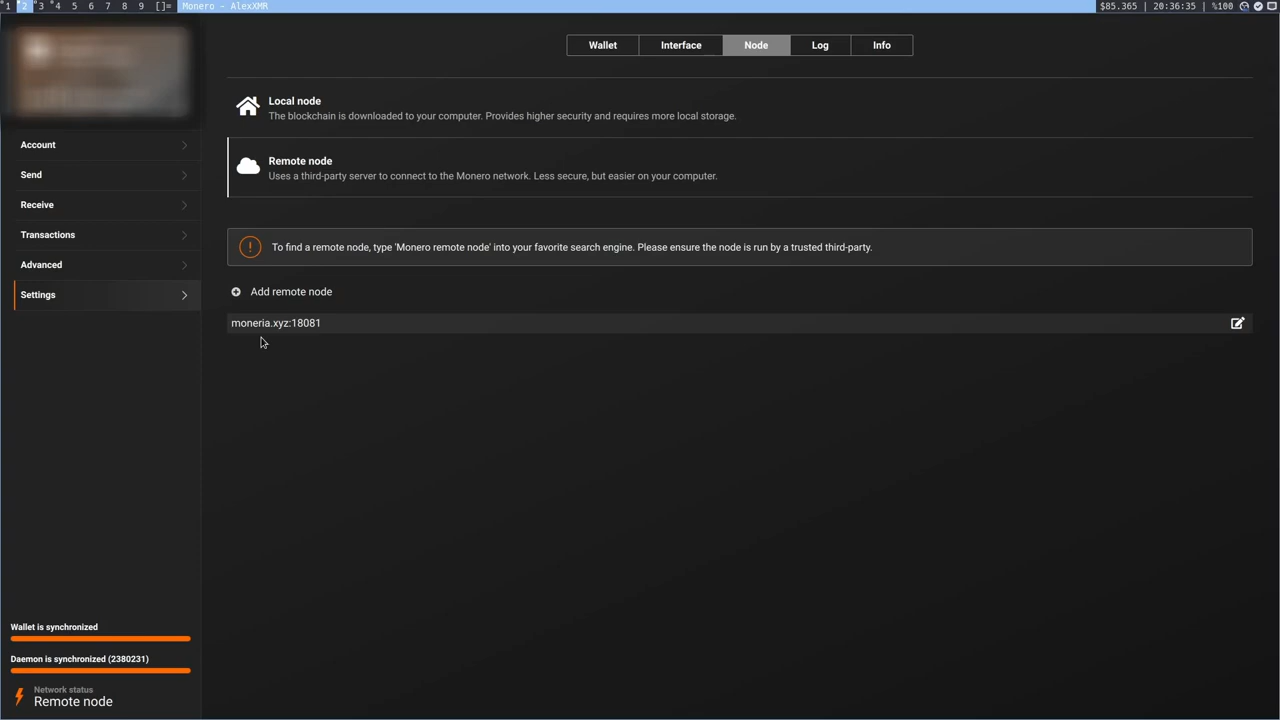 1 2 3 4 5 6 7 8 9 []= Monero - AlexXMR $85.365 | 20:36:35 | %100
Wallet Interface Node Log Info
Local node
The blockchain is downloaded to your computer. Provides higher security and requires more local storage.
Remote node
Uses a third-party server to connect to the Monero network. Less secure, but easier on your computer.
To find a remote node, type 'Monero remote node' into your favorite search engine. Please ensure the node is run by a trusted third-party.
Add remote node
moneria.xyz:18081
Account
Send
Receive
Transactions
Advanced
Settings
Wallet is synchronized
Daemon is synchronized (2380231)
Network status
Remote node